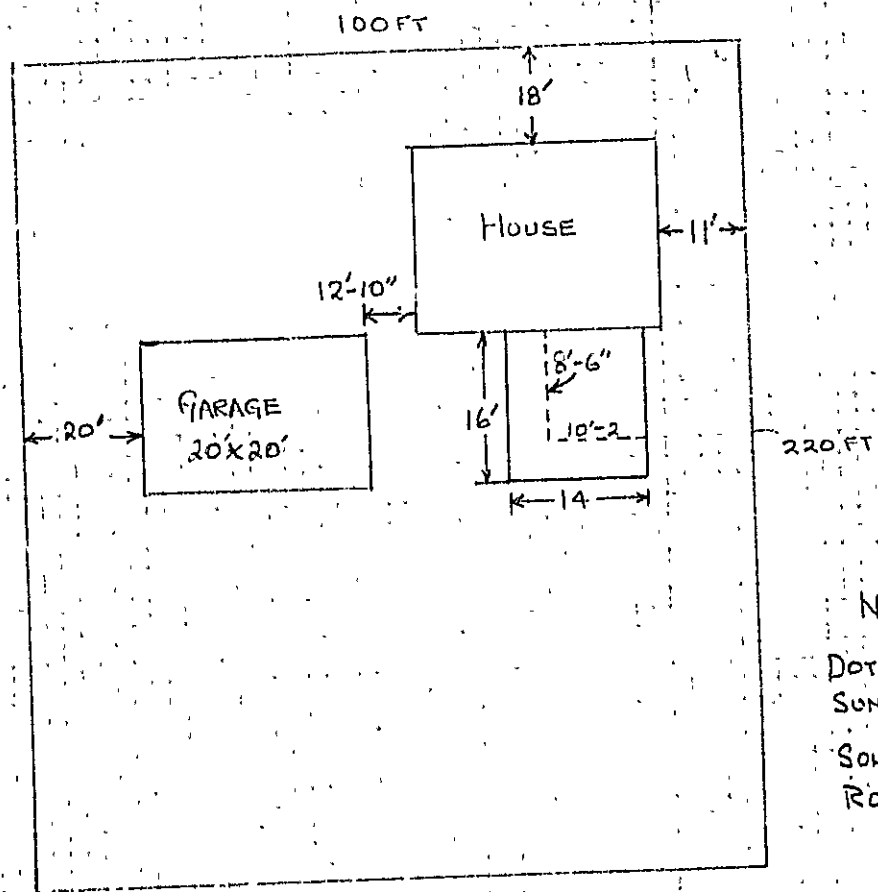 100FT
18'
HOUSE
11'
12'-10"
GARAGE
20'x20'
20'
8'-6"
16'
10'-2
14
220.FT
N
DOT
SUN
SOL
RO